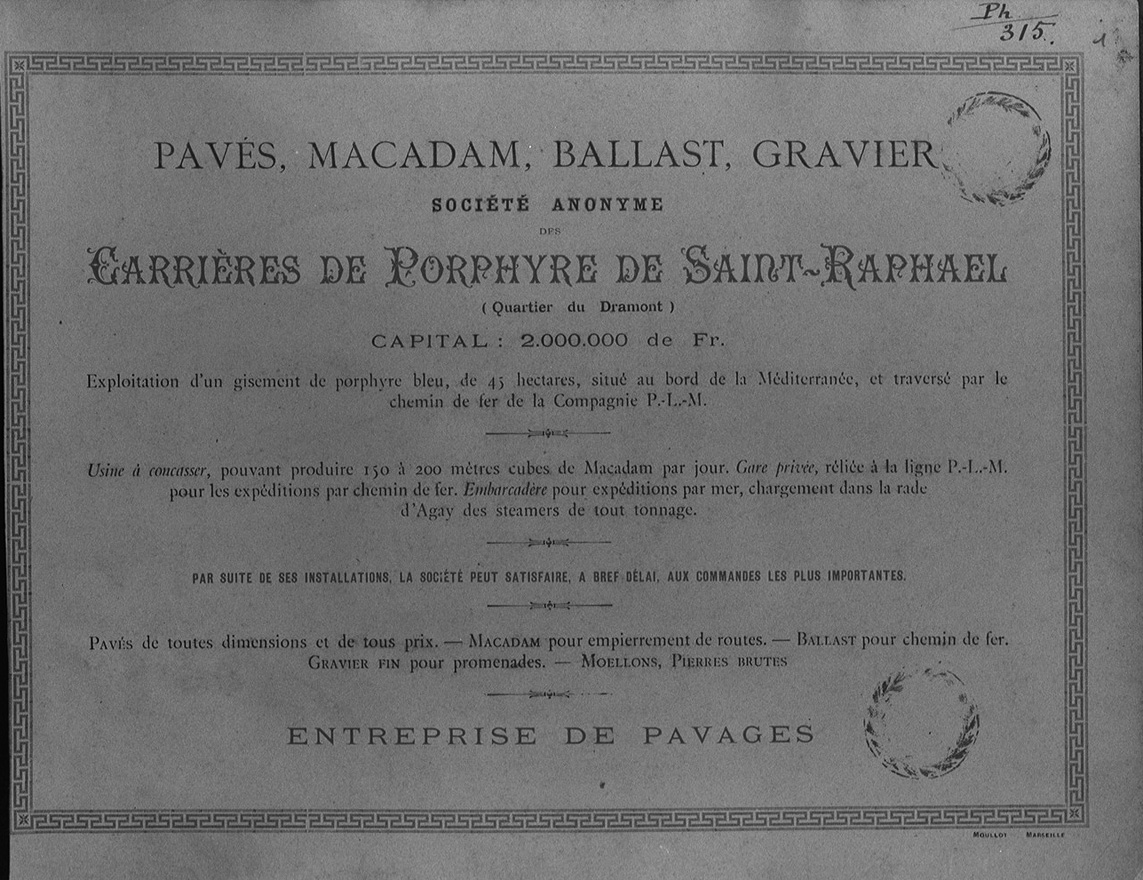 Ph
315.
1
PAVÉS, MACADAM, BALLAST, GRAVIER
SOCIÉTÉ ANONYME
DES
CARRIÈRES DE PORPHYRE DE SAINT-RAPHAEL
( Quartier du Dramont )
CAPITAL : 2.000.000 de Fr.
Exploitation d'un gisement de porphyre bleu, de 45 hectares, situé au bord de la Méditerranée, et traversé par le
chemin de fer de la Compagnie P.-L.-M.
Usine à concasser, pouvant produire 150 à 200 mètres cubes de Macadam par jour. Gare privée, réliée à la ligne P.-L.-M.
pour les expéditions par chemin de fer. Embarcadère pour expéditions par mer, chargement dans la rade
d'Agay des steamers de tout tonnage.
PAR SUITE DE SES INSTALLATIONS, LA SOCIÉTÉ PEUT SATISFAIRE, A BREF DÉLAI, AUX COMMANDES LES PLUS IMPORTANTES.
PAVÉS de toutes dimensions et de tous prix. — MACADAM pour empierrement de routes. — BALLAST pour chemin de fer.
GRAVIER FIN pour promenades. — MOELLONS, PIERRES BRUTES
ENTREPRISE DE PAVAGES
MOULLOT MARSEILLE